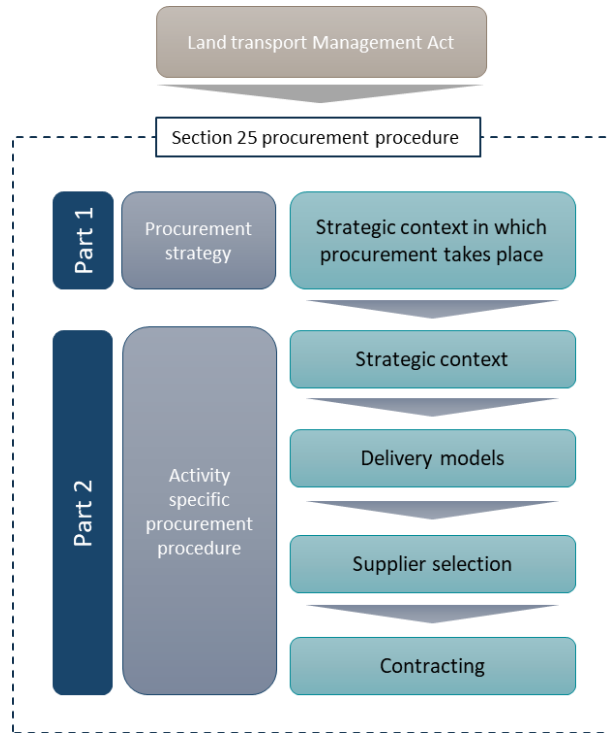 Land transport Management Act
Section 25 procurement procedure
Part 1
Procurement
strategy
Strategic context in which
procurement takes place
Part 2
Activity
specific
procurement
procedure
Strategic context
Delivery models
Supplier selection
Contracting